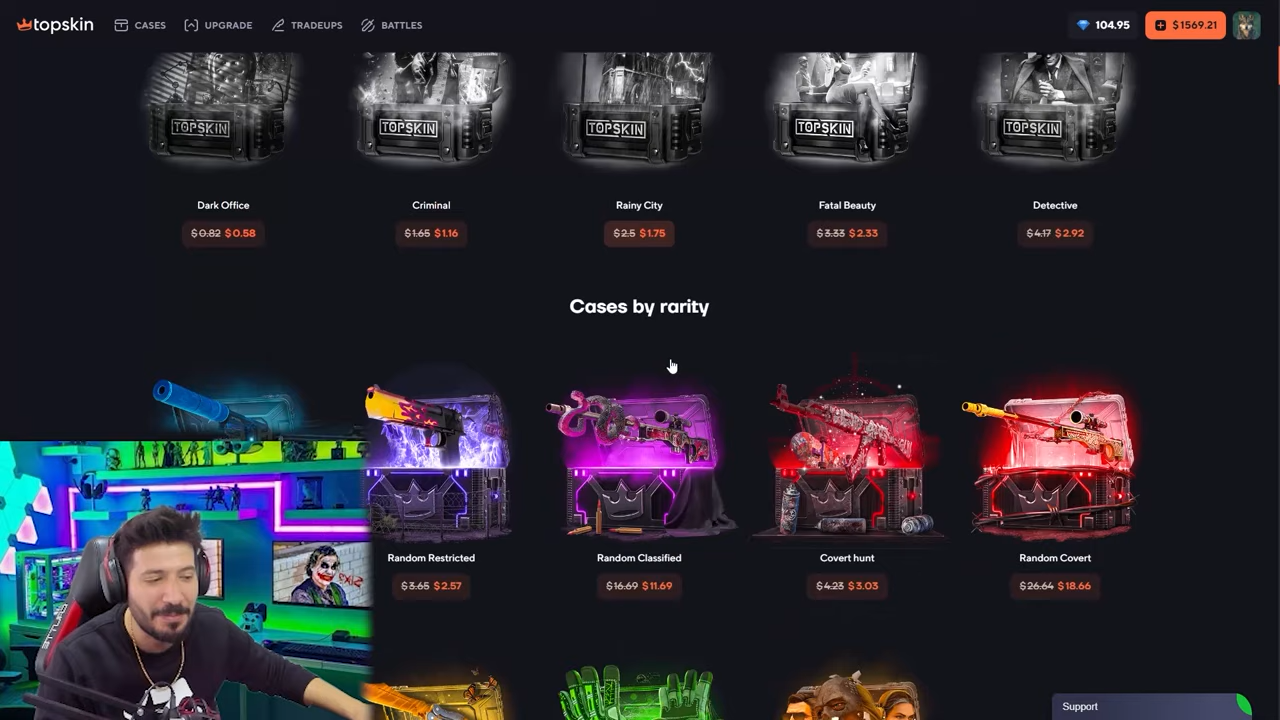 topskin
CASES
UPGRADE
TRADEUPS
BATTLES
104.95
$1569.21
TOPSKIN
TOPSKIN
TOPSKIN
TOPSKIN
TOPSKIN
Dark Office
Criminal
Rainy City
Fatal Beauty
Detective
$0.82 $0.58
$1.65 $1.16
$2.5 $1.75
$3.33 $2.33
$4.17 $2.92
Cases by rarity
Random Restricted
Random Classified
Covert hunt
Random Covert
$3.65 $2.57
$16.69 $11.69
$4.23 $3.03
$26.64 $18.66
Support